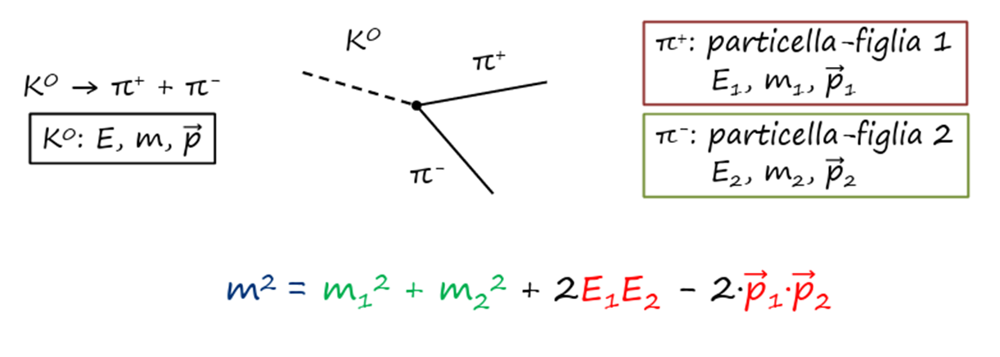 K⁰ → π⁺ + π⁻
K⁰: E, m, p⃗
K⁰
π⁺
π⁻
π⁺: particella-figlia 1
E₁, m₁, p⃗₁
π⁻: particella-figlia 2
E₂, m₂, p⃗₂
m² = m₁² + m₂² + 2E₁E₂ - 2·p⃗₁·p⃗₂